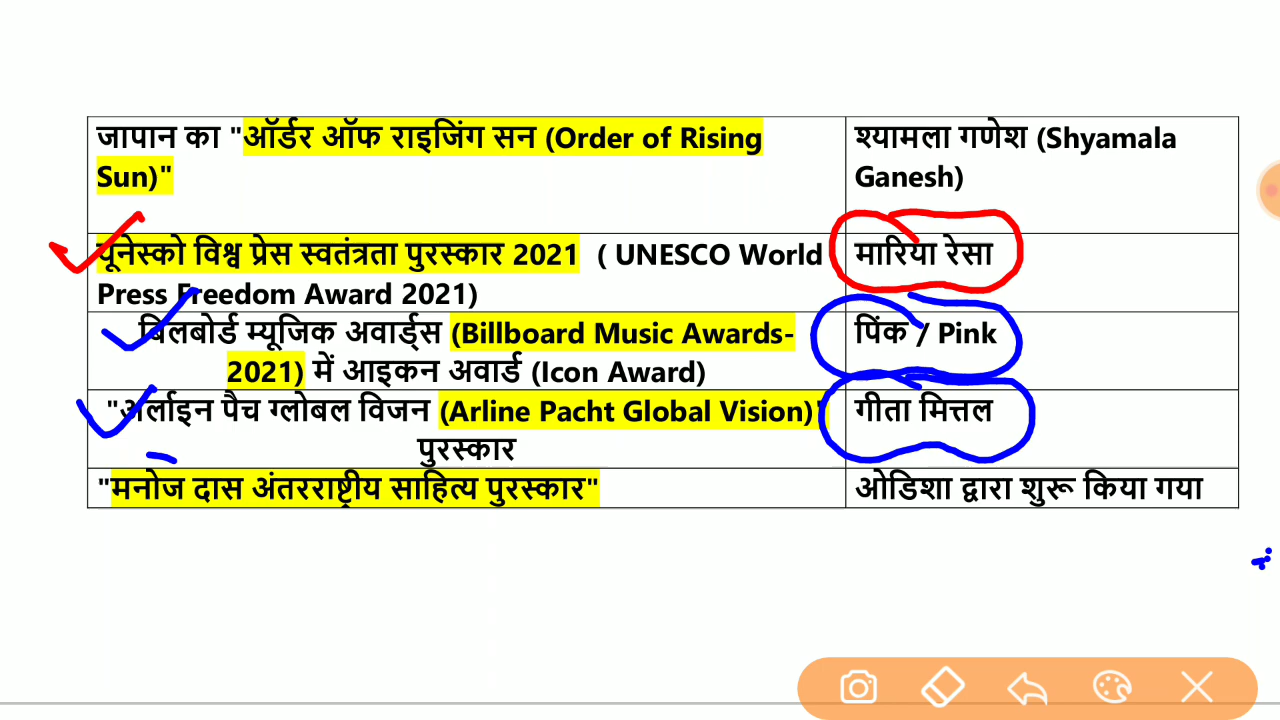 जापान का "ऑर्डर ऑफ राइजिंग सन (Order of Rising
Sun)"
श्यामला गणेश (Shyamala
Ganesh)
यूनेस्को विश्व प्रेस स्वतंत्रता पुरस्कार 2021 ( UNESCO World
Press Freedom Award 2021)
मारिया रेसा
बिलबोर्ड म्यूजिक अवार्ड्स (Billboard Music Awards-
2021) में आइकन अवार्ड (Icon Award)
पिंक / Pink
"अर्लाइन पैच ग्लोबल विजन (Arline Pacht Global Vision)"
पुरस्कार
गीता मित्तल
"मनोज दास अंतरराष्ट्रीय साहित्य पुरस्कार"
ओडिशा द्वारा शुरू किया गया